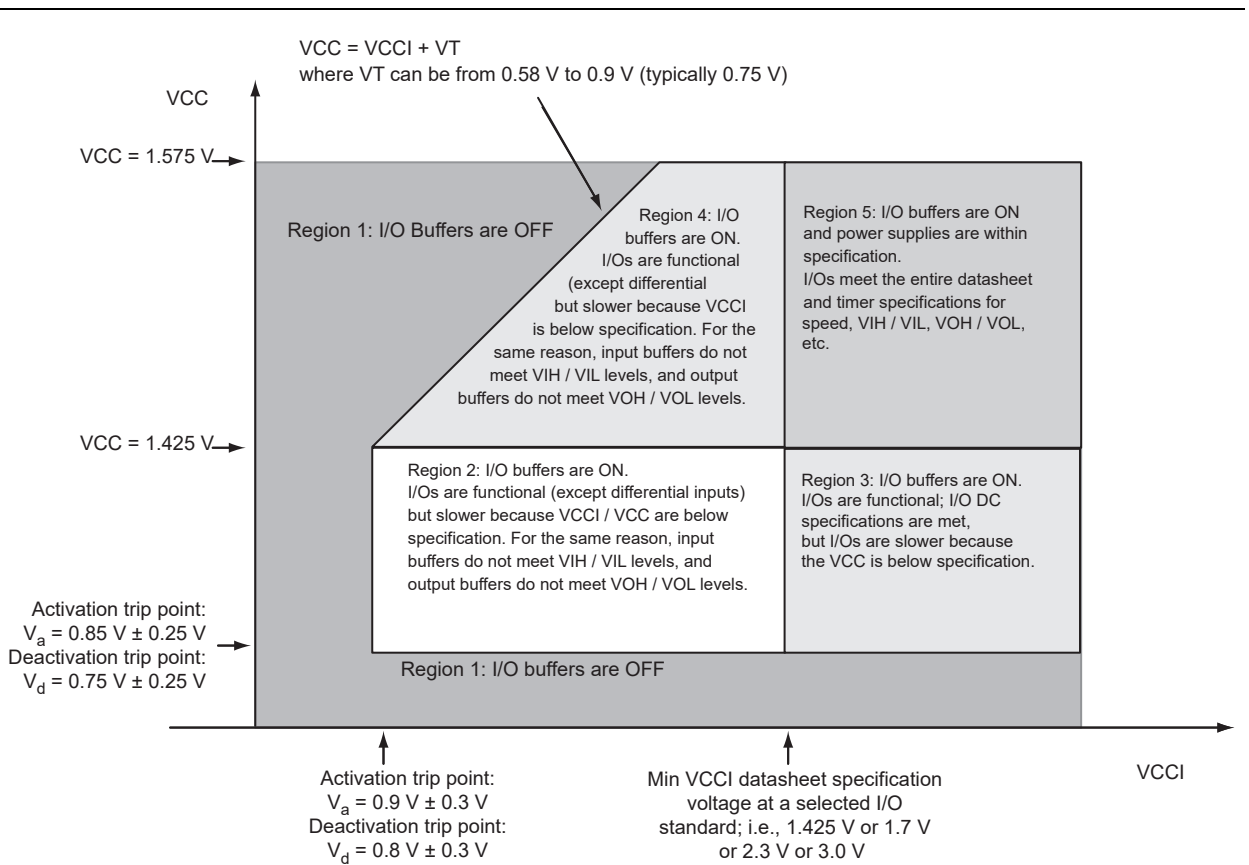 VCC = VCCI + VT
where VT can be from 0.58 V to 0.9 V (typically 0.75 V)
VCC
VCC = 1.575 V
Region 1: I/O Buffers are OFF
Region 4: I/O
buffers are ON.
I/Os are functional
(except differential
but slower because VCCI
is below specification. For the
same reason, input buffers do not
meet VIH / VIL levels, and output
buffers do not meet VOH / VOL levels.
Region 5: I/O buffers are ON
and power supplies are within
specification.
I/Os meet the entire datasheet
and timer specifications for
speed, VIH / VIL, VOH / VOL,
etc.
VCC = 1.425 V
Region 2: I/O buffers are ON.
I/Os are functional (except differential inputs)
but slower because VCCI / VCC are below
specification. For the same reason, input
buffers do not meet VIH / VIL levels, and
output buffers do not meet VOH / VOL levels.
Region 3: I/O buffers are ON.
I/Os are functional; I/O DC
specifications are met,
but I/Os are slower because
the VCC is below specification.
Activation trip point:
Va = 0.85 V ± 0.25 V
Deactivation trip point:
Vd = 0.75 V ± 0.25 V
Region 1: I/O buffers are OFF
VCCI
Activation trip point:
Va = 0.9 V ± 0.3 V
Deactivation trip point:
Vd = 0.8 V ± 0.3 V
Min VCCI datasheet specification
voltage at a selected I/O
standard; i.e., 1.425 V or 1.7 V
or 2.3 V or 3.0 V